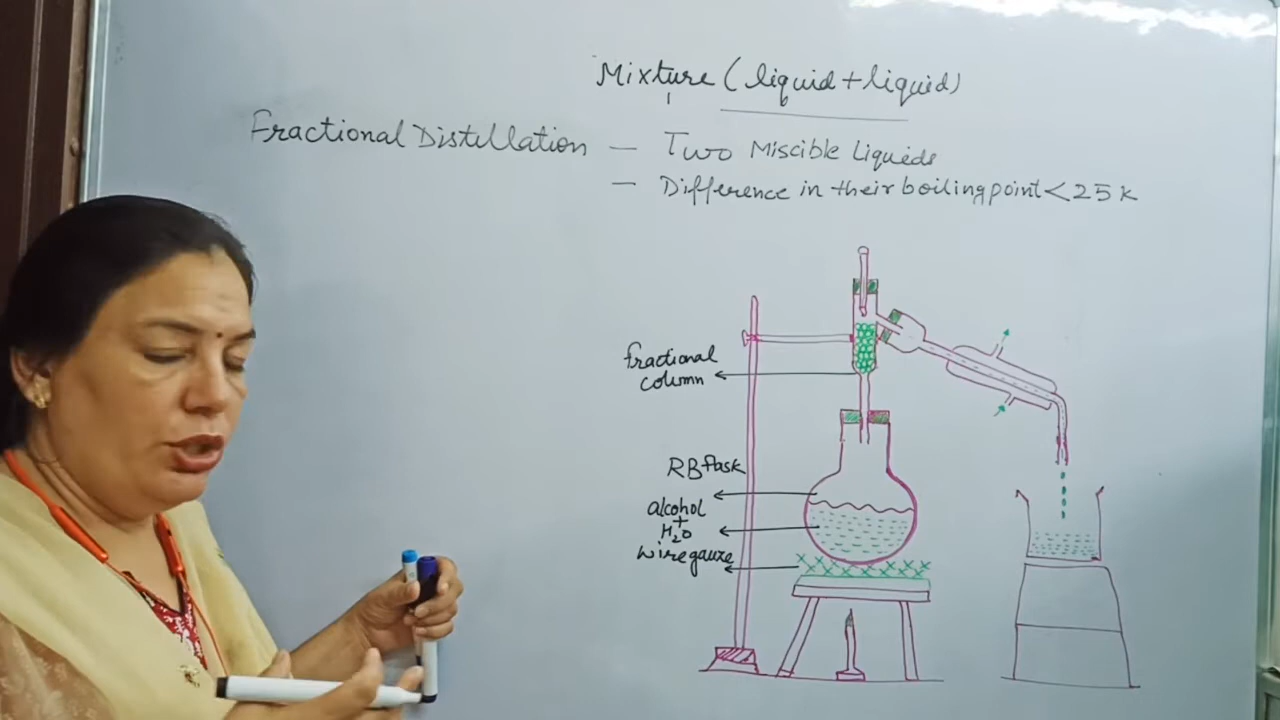 Mixture (liquid + liquid)
Fractional Distillation — Two Miscible Liquids
— Difference in their boiling point < 25 K
fractional
column
RB flask
alcohol
+
H₂O
wire gauze